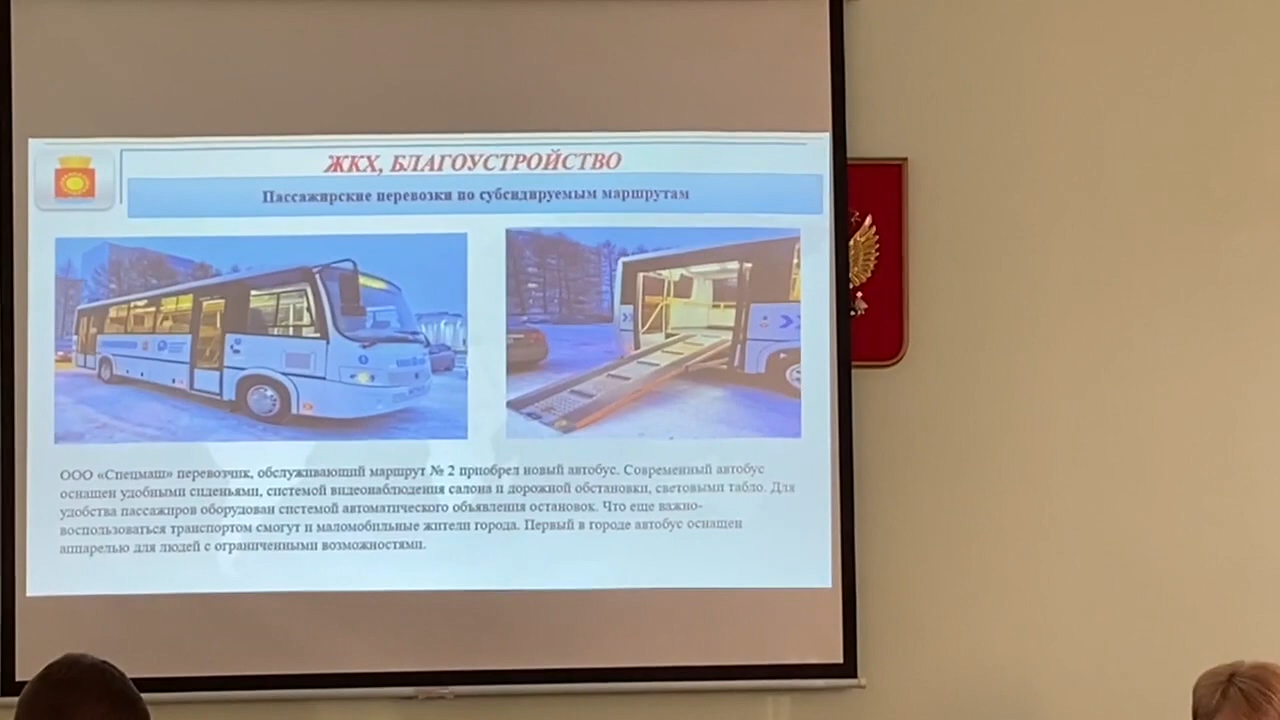 ЖКХ, БЛАГОУСТРОЙСТВО
Пассажирские перевозки по субсидируемым маршрутам
ООО «Спецмаш» перевозчик, обслуживающий маршрут № 2 приобрел новый автобус. Современный автобус
оснащен удобными сиденьями, системой видеонаблюдения салона и дорожной обстановки, световыми табло. Для
удобства пассажиров оборудован системой автоматического объявления остановок. Что еще важно-
воспользоваться транспортом смогут и маломобильные жители города. Первый в городе автобус оснащен
аппарелью для людей с ограниченными возможностями.